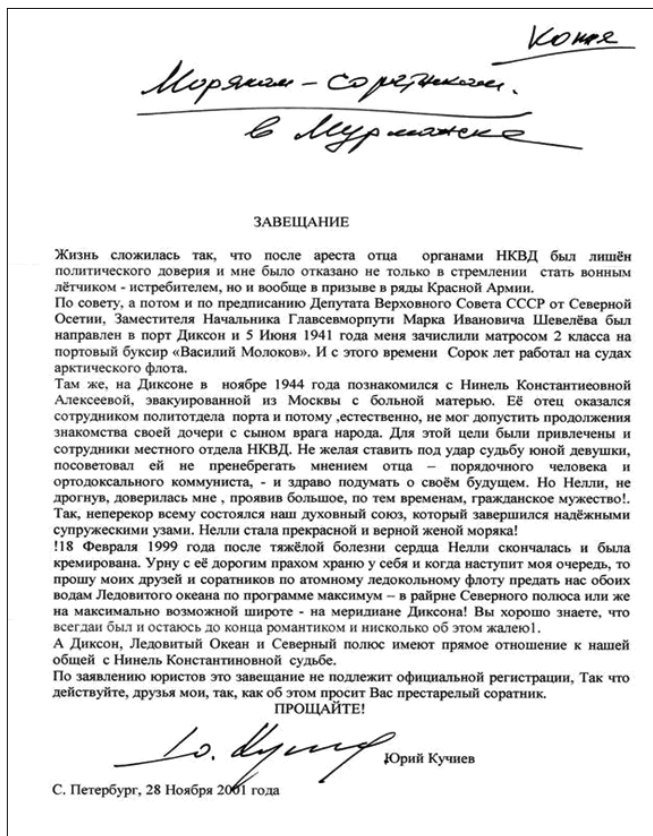 Копия
Морякам - соратникам.
в Мурманске
ЗАВЕЩАНИЕ
Жизнь сложилась так, что после ареста отца органами НКВД был лишён
политического доверия и мне было отказано не только в стремлении стать вонным
лётчиком - истребителем, но и вообще в призыве в ряды Красной Армии.
По совету, а потом и по предписанию Депутата Верховного Совета СССР от Северной
Осетии, Заместителя Начальника Главсевморпути Марка Ивановича Шевелёва был
направлен в порт Диксон и 5 Июня 1941 года меня зачислили матросом 2 класса на
портовый буксир «Василий Молоков». И с этого времени Сорок лет работал на судах
арктического флота.
Там же, на Диксоне в ноябре 1944 года познакомился с Нинель Константиеовной
Алексеевой, эвакуированной из Москвы с больной матерью. Её отец оказался
сотрудником политотдела порта и потому ,естественно, не мог допустить продолжения
знакомства своей дочери с сыном врага народа. Для этой цели были привлечены и
сотрудники местного отдела НКВД. Не желая ставить под удар судьбу юной девушки,
посоветовал ей не пренебрегать мнением отца – порядочного человека и
ортодоксального коммуниста, - и здраво подумать о своём будущем. Но Нелли, не
дрогнув, доверилась мне , проявив большое, по тем временам, гражданское мужество!.
Так, неперекор всему состоялся наш духовный союз, который завершился надёжными
супружескими узами. Нелли стала прекрасной и верной женой моряка!
!18 Февраля 1999 года после тяжёлой болезни сердца Нелли скончалась и была
кремирована. Урну с её дорогим прахом храню у себя и когда наступит моя очередь, то
прошу моих друзей и соратников по атомному ледокольному флоту предать нас обоих
водам Ледовитого океана по программе максимум – в райрне Северного полюса или же
на максимально возможной широте - на меридиане Диксона! Вы хорошо знаете, что
всегдаи был и остаюсь до конца романтиком и нисколько об этом жалею1.
А Диксон, Ледовитый Океан и Северный полюс имеют прямое отношение к нашей
общей с Нинель Константиновной судьбе.
По заявлению юристов это завещание не подлежит официальной регистрации, Так что
действуйте, друзья мои, так, как об этом просит Вас престарелый соратник.
ПРОЩАЙТЕ!
Ю. Кучиев
Юрий Кучиев
С. Петербург, 28 Ноября 2001 года